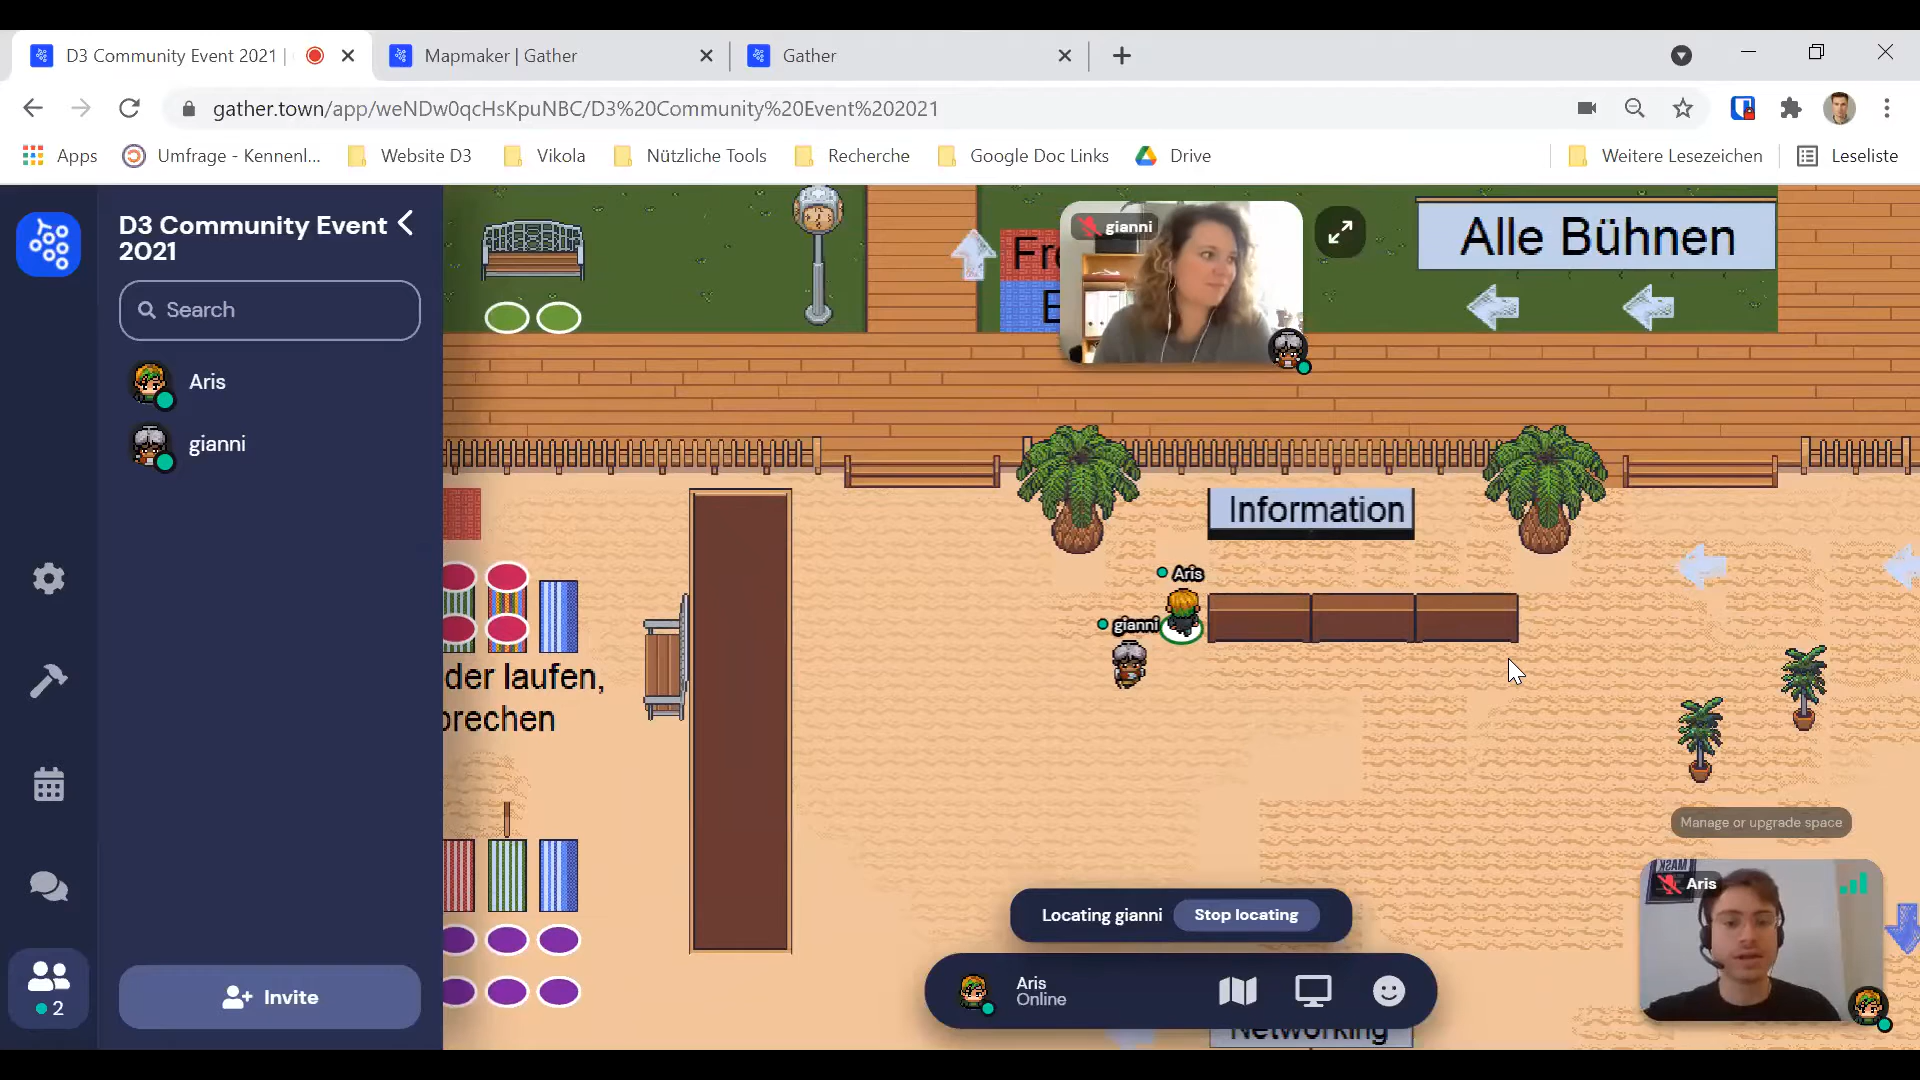 D3 Community Event 2021 |
Mapmaker | Gather
Gather
gather.town/app/weNDw0qcHsKpuNBC/D3%20Community%20Event%202021
Apps
Umfrage - Kennenl...
Website D3
Vikola
Nützliche Tools
Recherche
Google Doc Links
Drive
Weitere Lesezeichen
Leseliste
D3 Community Event
2021
Search
Aris
gianni
2
Invite
gianni
Alle Bühnen
Information
Aris
gianni
der laufen,
prechen
Manage or upgrade space
Aris
Locating gianni
Stop locating
Aris
Online
Networking